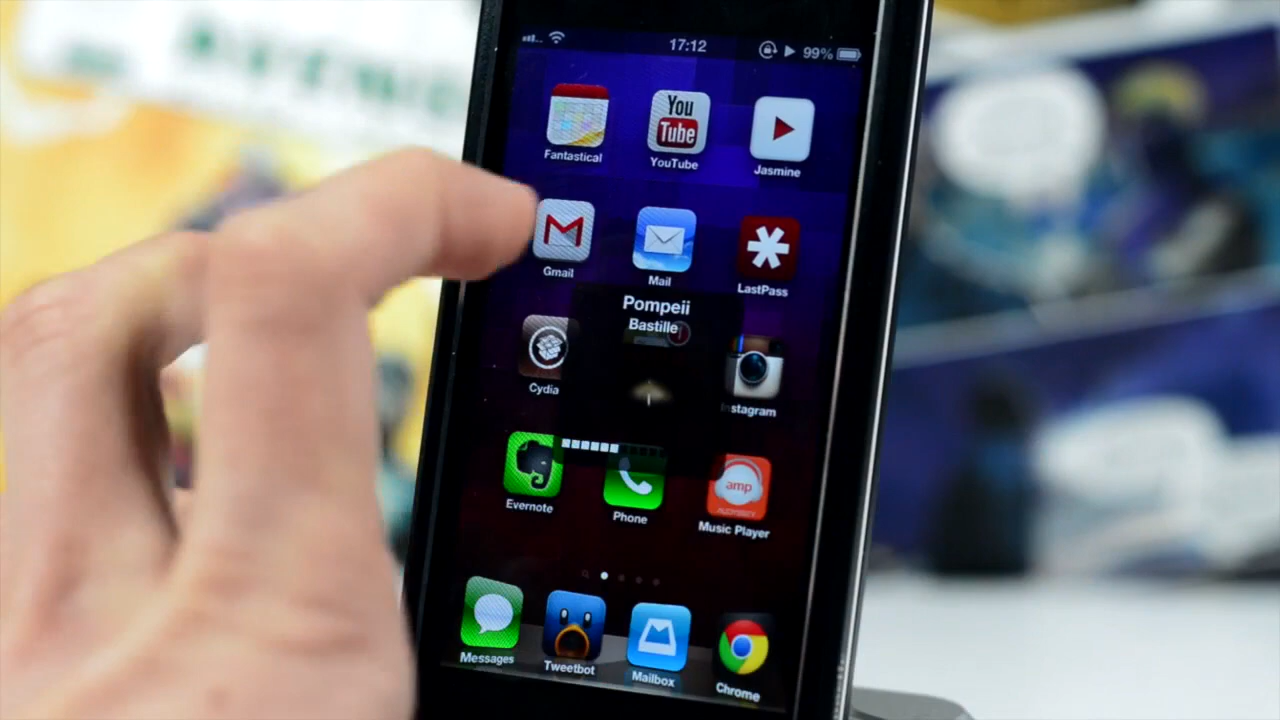 17:12
99%
Fantastical
You
Tube
YouTube
Jasmine
Gmail
Mail
LastPass
Pompeii
Bastille
Cydia
Instagram
Evernote
Phone
amp
Music Player
Messages
Tweetbot
Mailbox
Chrome